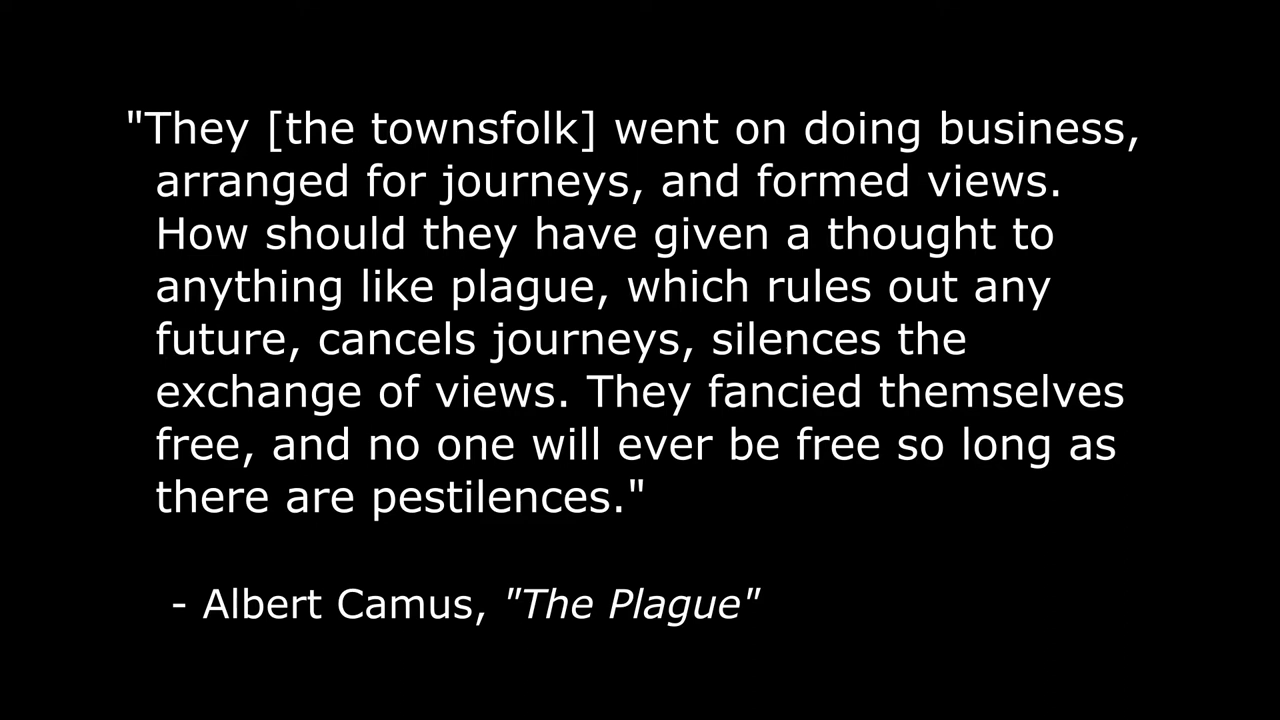 "They [the townsfolk] went on doing business,
arranged for journeys, and formed views.
How should they have given a thought to
anything like plague, which rules out any
future, cancels journeys, silences the
exchange of views. They fancied themselves
free, and no one will ever be free so long as
there are pestilences."
- Albert Camus, "The Plague"